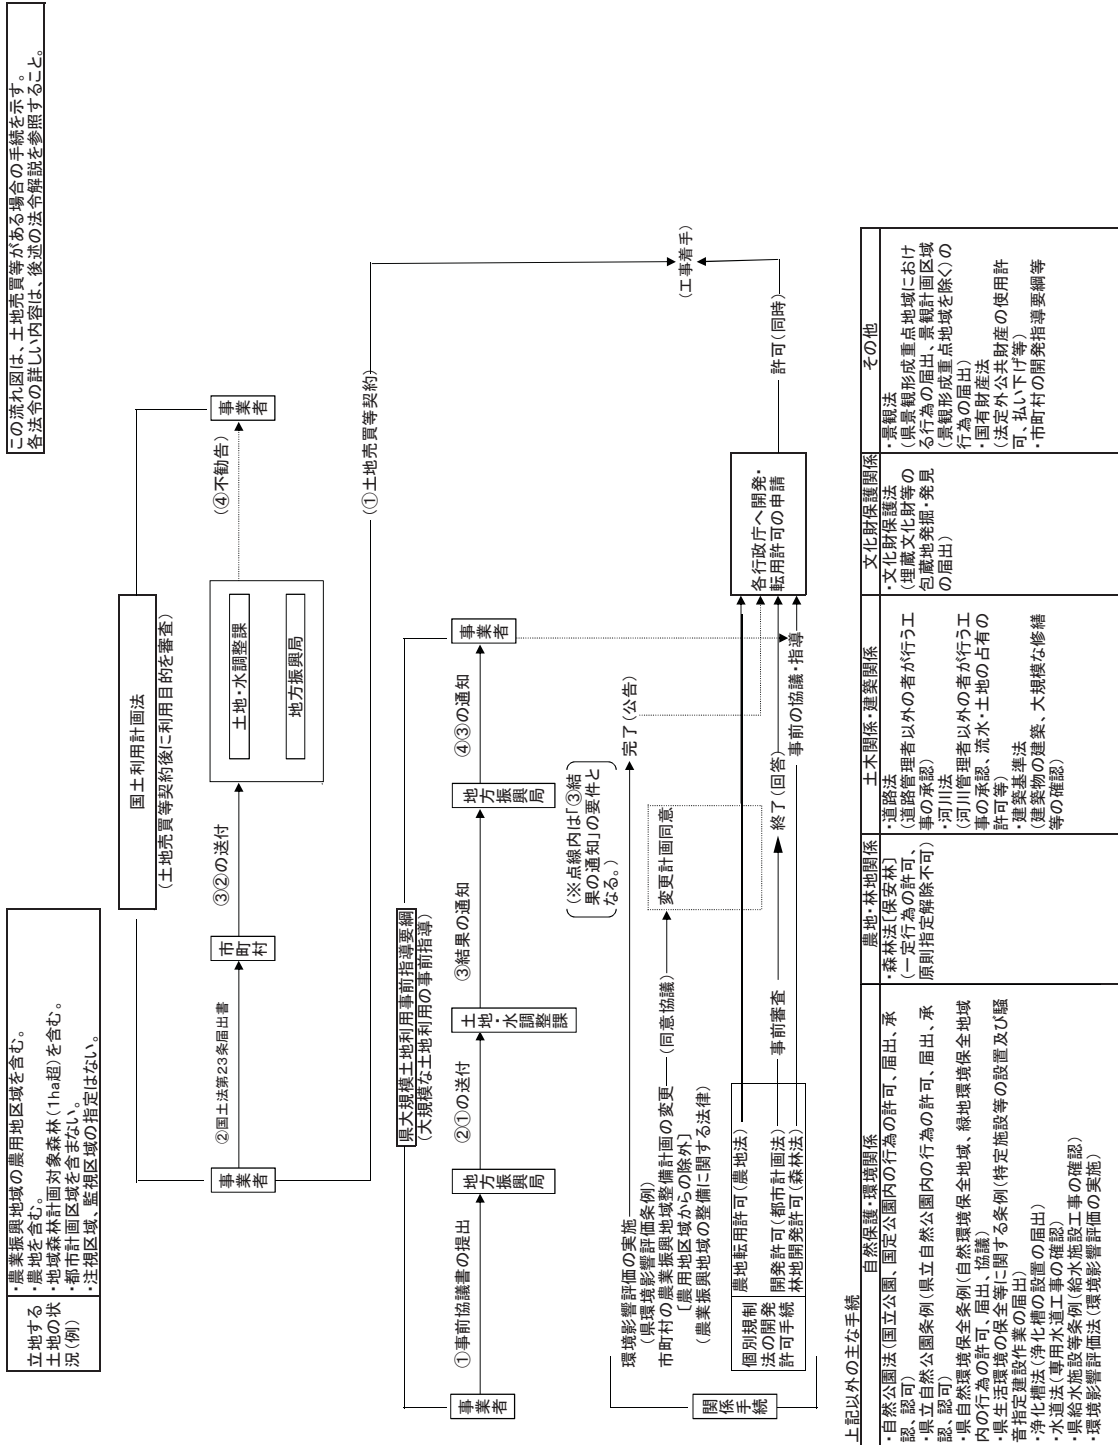 この流れ図は、土地売買等がある場合の手続を示す。
各法令の詳しい内容は、後述の法令解説を参照すること。
立地する
土地の状
況(例)
・農業振興地域の農用地区域を含む。
・農地を含む。
・地域森林計画対象森林(1ha超)を含む。
・都市計画区域を含まない。
・注視区域、監視区域の指定はない。
国土利用計画法
(土地売買等契約後に利用目的を審査)
事業者
②国土法第23条届出書
市町村
③②の送付
土地・水調整課
地方振興局
(④不勧告)
事業者
(①土地売買等契約)
(工事着手)
県大規模土地利用事前指導要綱
(大規模な土地利用の事前指導)
事業者
①事前協議書の提出
地方振興局
②①の送付
土地・水調整課
③結果の通知
地方振興局
④③の通知
事業者
(※点線内は「③結
果の通知」の要件と
なる。)
関係手続
環境影響評価の実施
(県環境影響評価条例)
完了(公告)
市町村の農業振興地域整備計画の変更
[農用地区域からの除外]
(農業振興地域の整備に関する法律)
(同意協議)
変更計画同意
個別規制
法の開発
許可手続
農地転用許可(農地法)
開発許可(都市計画法)
林地開発許可(森林法)
事前審査
終了(回答)
事前の協議・指導
各行政庁へ開発・
転用許可の申請
許可(同時)
上記以外の主な手続
自然保護・環境関係
・自然公園法(国立公園、国定公園内の行為の許可、届出、承
認、認可)
・県立自然公園条例(県立自然公園内の行為の許可、届出、承
認、認可)
・県自然環境保全条例(自然環境保全地域、緑地環境保全地域
内の行為の許可、届出、協議)
・県生活環境の保全等に関する条例(特定施設等の設置及び騒
音指定建設作業の届出)
・浄化槽法(浄化槽の設置の届出)
・水道法(専用水道工事の確認)
・県給水施設等条例(給水施設工事の確認)
・環境影響評価法(環境影響評価の実施)
農地・林地関係
・森林法[保安林]
(一定行為の許可、
原則指定解除不可)
土木関係・建築関係
・道路法
(道路管理者以外の者が行う工
事の承認)
・河川法
(河川管理者以外の者が行う工
事の承認、流水・土地の占有の
許可等)
・建築基準法
(建築物の建築、大規模な修繕
等の確認)
文化財保護関係
・文化財保護法
(埋蔵文化財等の
包蔵地発掘・発見
の届出)
その他
・景観法
(県景観形成重点地域におけ
る行為の届出、景観計画区域
(景観形成重点地域を除く)の
行為の届出)
・国有財産法
(法定外公共財産の使用許
可、払い下げ等)
・市町村の開発指導要綱等